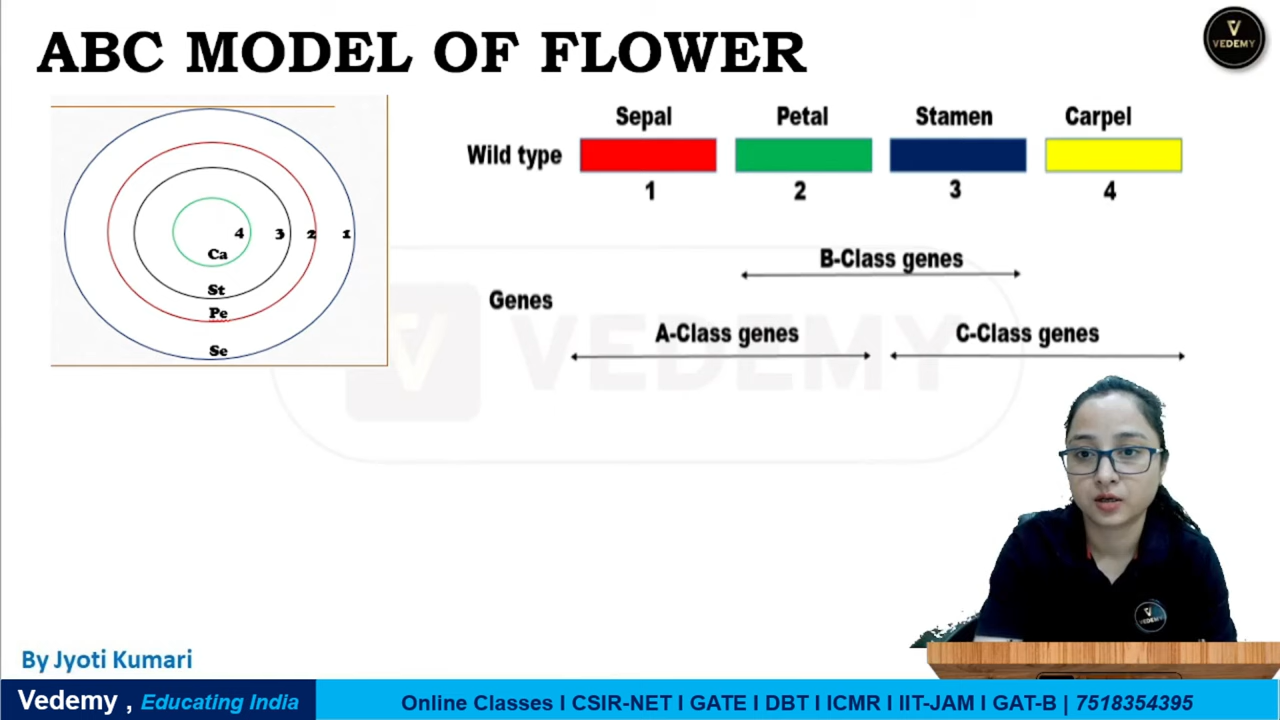 ABC MODEL OF FLOWER
VEDEMY
4 3 2 1
Ca
St
Pe
Se
Sepal Petal Stamen Carpel
Wild type
1 2 3 4
B-Class genes
Genes
A-Class genes C-Class genes
VEDEMY
VEDEMY
By Jyoti Kumari
Vedemy , Educating India
Online Classes I CSIR-NET I GATE I DBT I ICMR I IIT-JAM I GAT-B | 7518354395